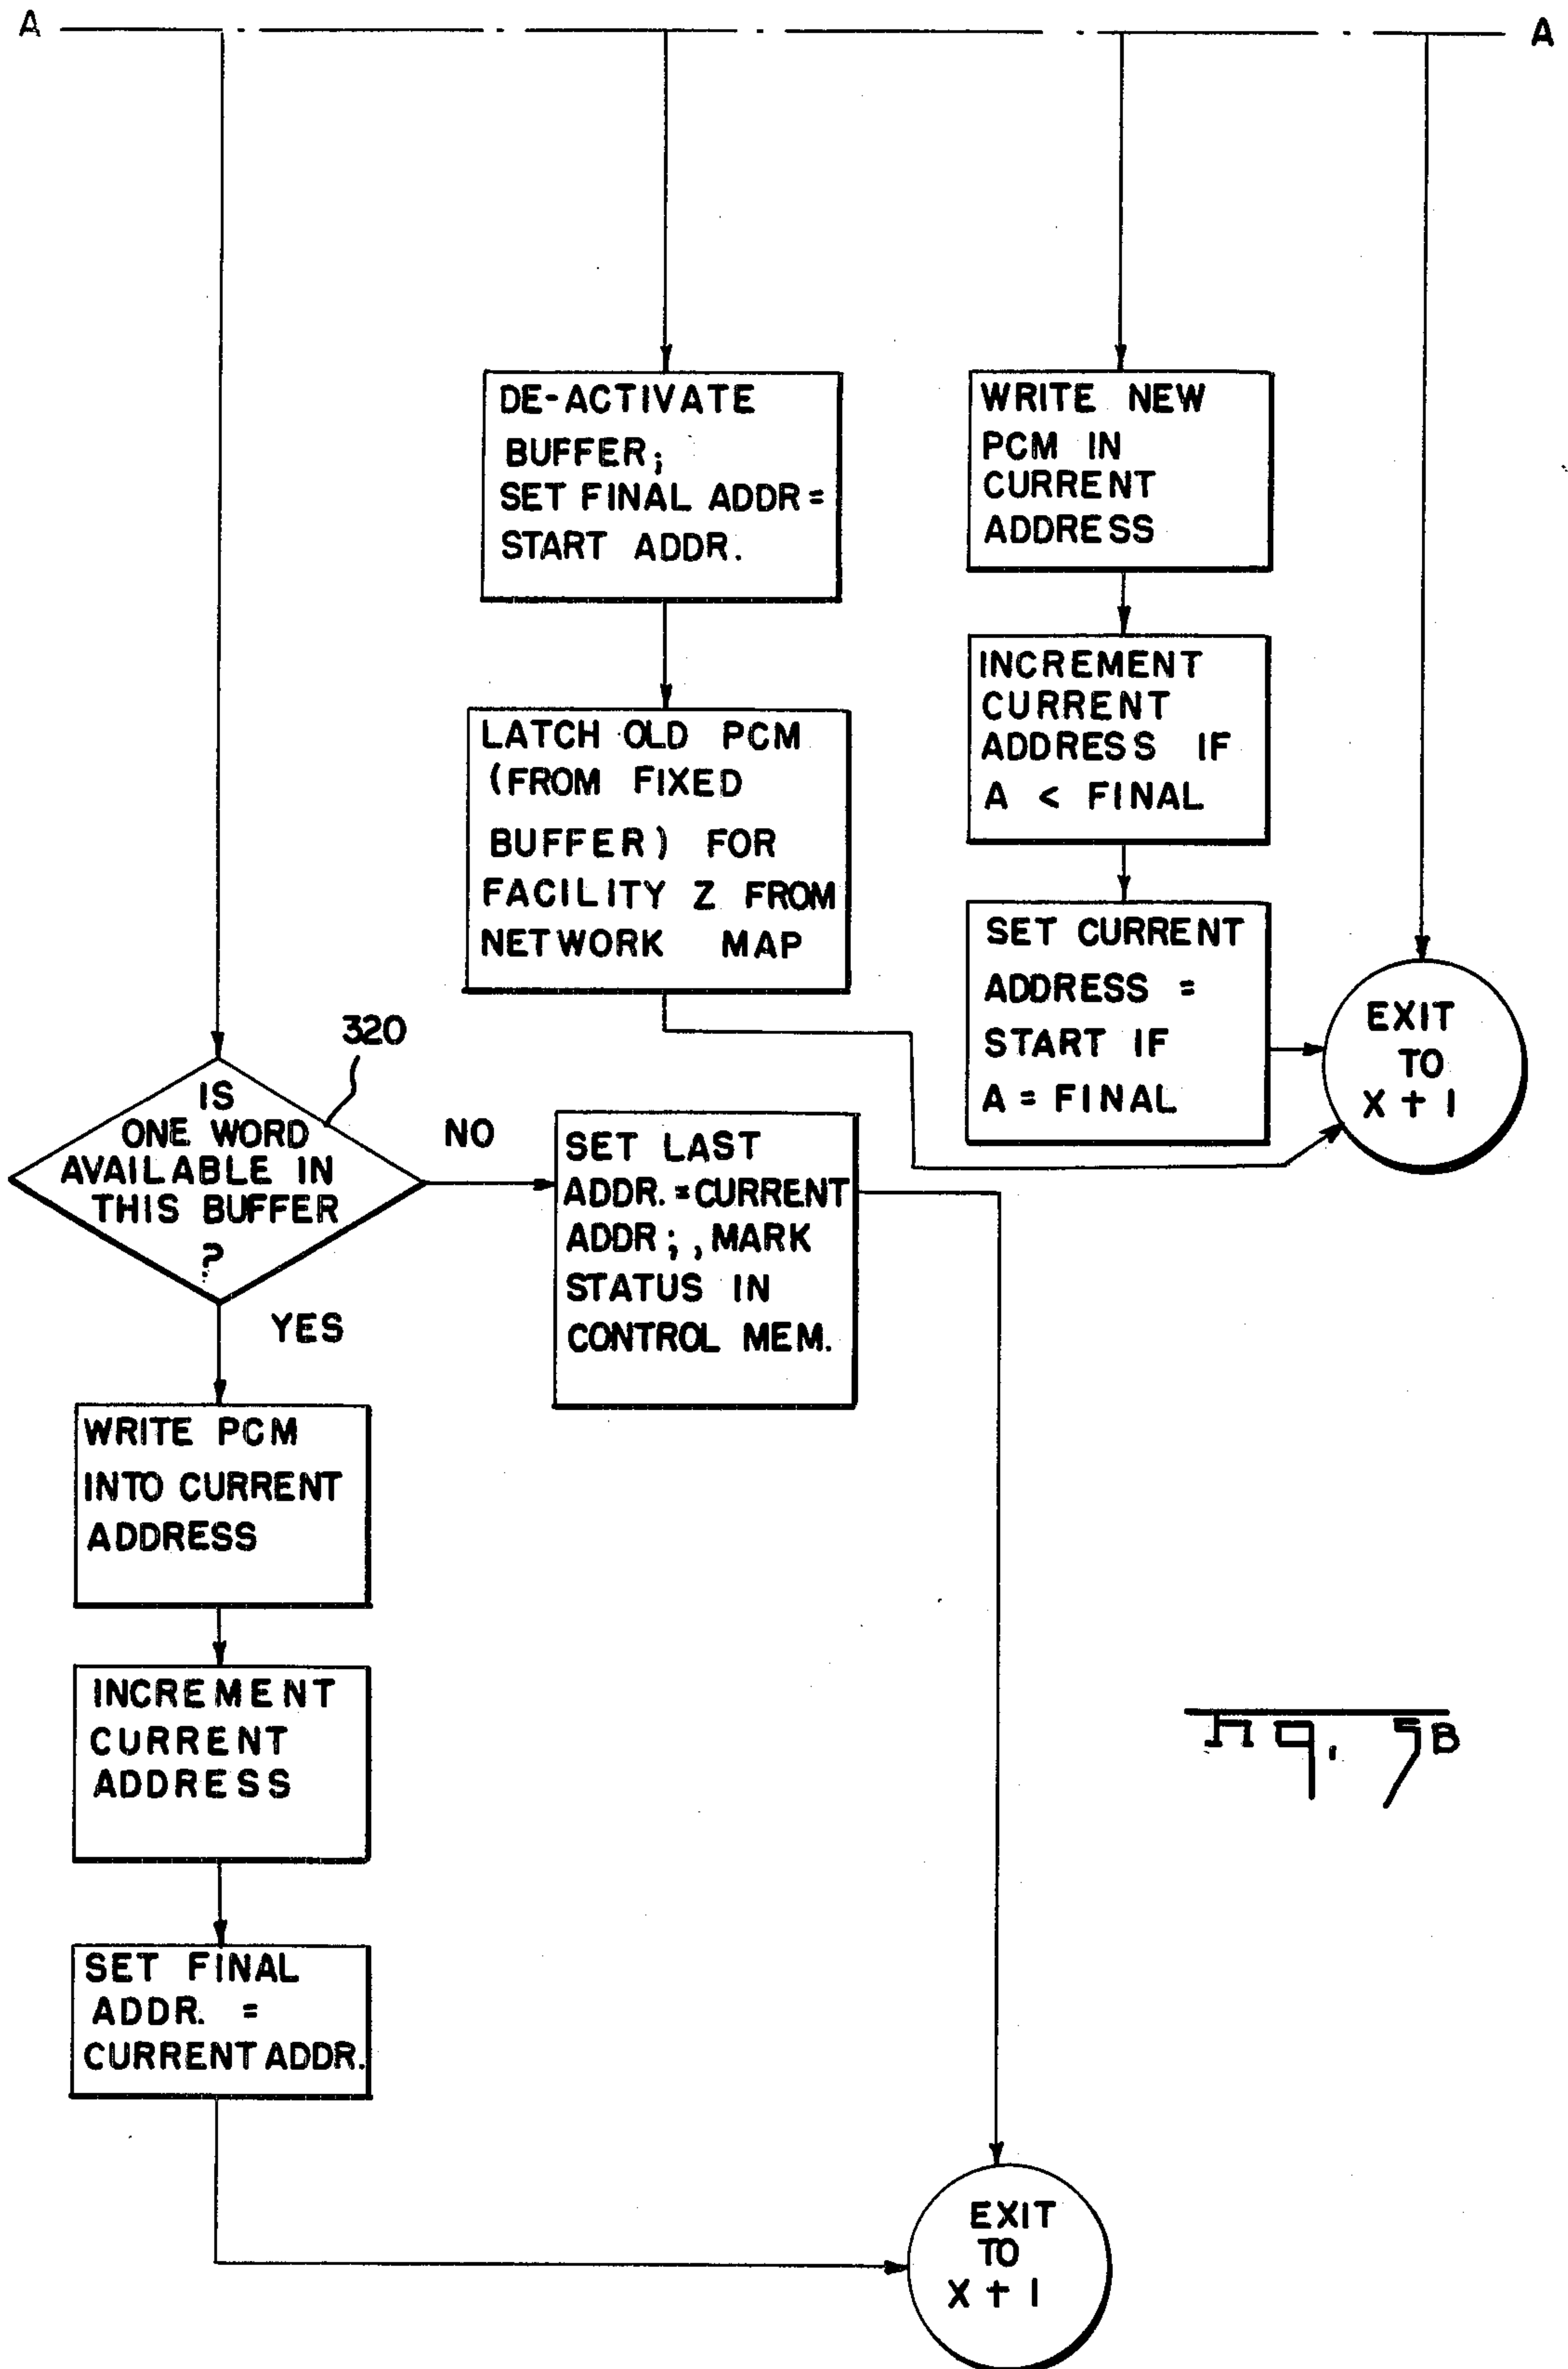 A
A
DE-ACTIVATE
BUFFER;
SET FINAL ADDR=
START ADDR.
WRITE NEW
PCM IN
CURRENT
ADDRESS
INCREMENT
CURRENT
ADDRESS IF
A < FINAL
LATCH OLD PCM
(FROM FIXED
BUFFER) FOR
FACILITY Z FROM
NETWORK MAP
SET CURRENT
ADDRESS =
START IF
A = FINAL
EXIT
TO
X + 1
320
IS
ONE WORD
AVAILABLE IN
THIS BUFFER
?
NO
YES
SET LAST
ADDR.=CURRENT
ADDR;,MARK
STATUS IN
CONTROL MEM.
WRITE PCM
INTO CURRENT
ADDRESS
INCREMENT
CURRENT
ADDRESS
SET FINAL
ADDR. =
CURRENT ADDR.
EXIT
TO
X + 1